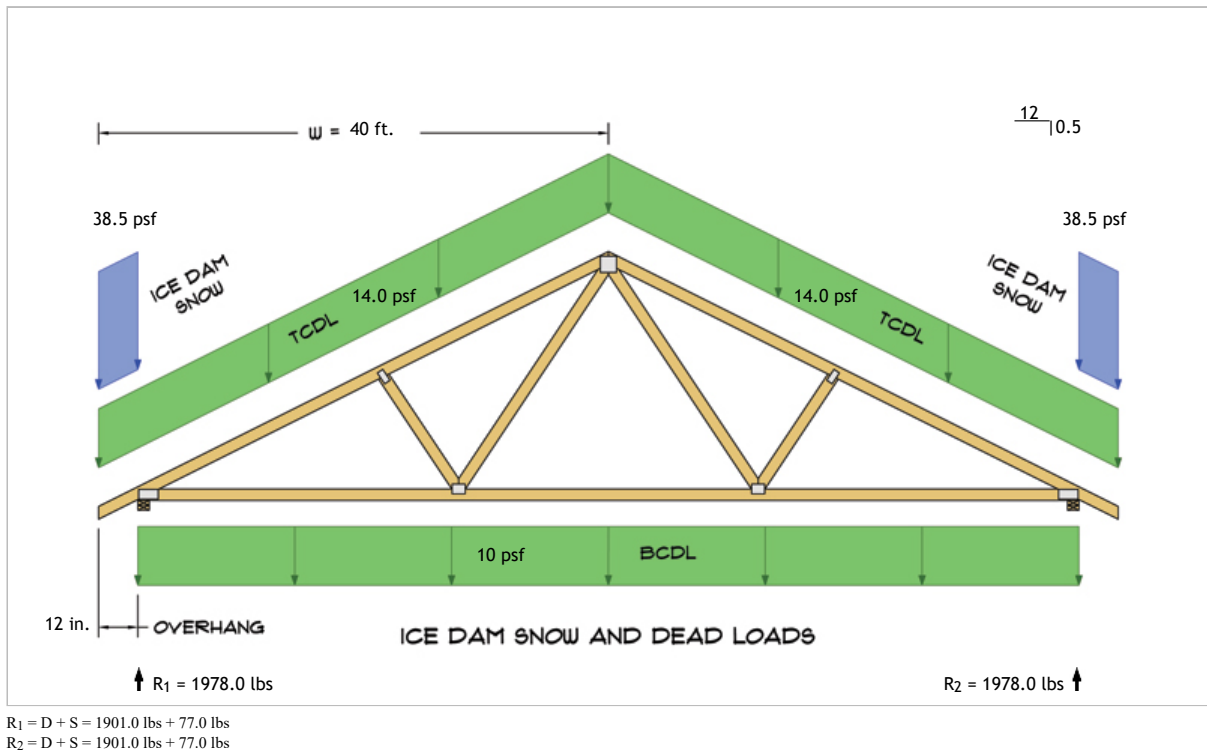 W = 40 ft.
12
0.5
38.5 psf
38.5 psf
ICE DAM
SNOW
ICE DAM
SNOW
14.0 psf
14.0 psf
TCDL
TCDL
10 psf
BCDL
12 in.
OVERHANG
ICE DAM SNOW AND DEAD LOADS
R1 = 1978.0 lbs
R2 = 1978.0 lbs
R1 = D + S = 1901.0 lbs + 77.0 lbs
R2 = D + S = 1901.0 lbs + 77.0 lbs